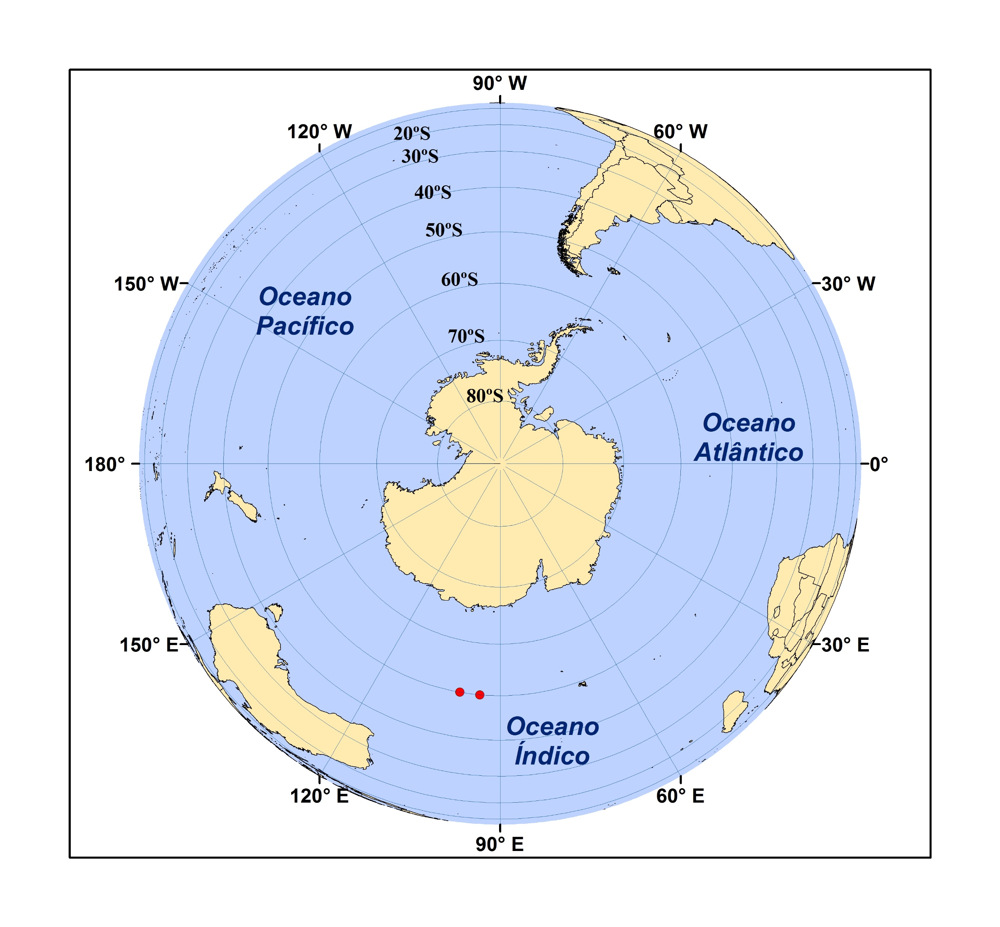 90° W
120° W
60° W
20ºS
30ºS
40ºS
50ºS
60ºS
150° W
30° W
Oceano
Pacífico
70ºS
80ºS
Oceano
Atlântico
180°
0°
150° E
30° E
Oceano
Índico
120° E
60° E
90° E